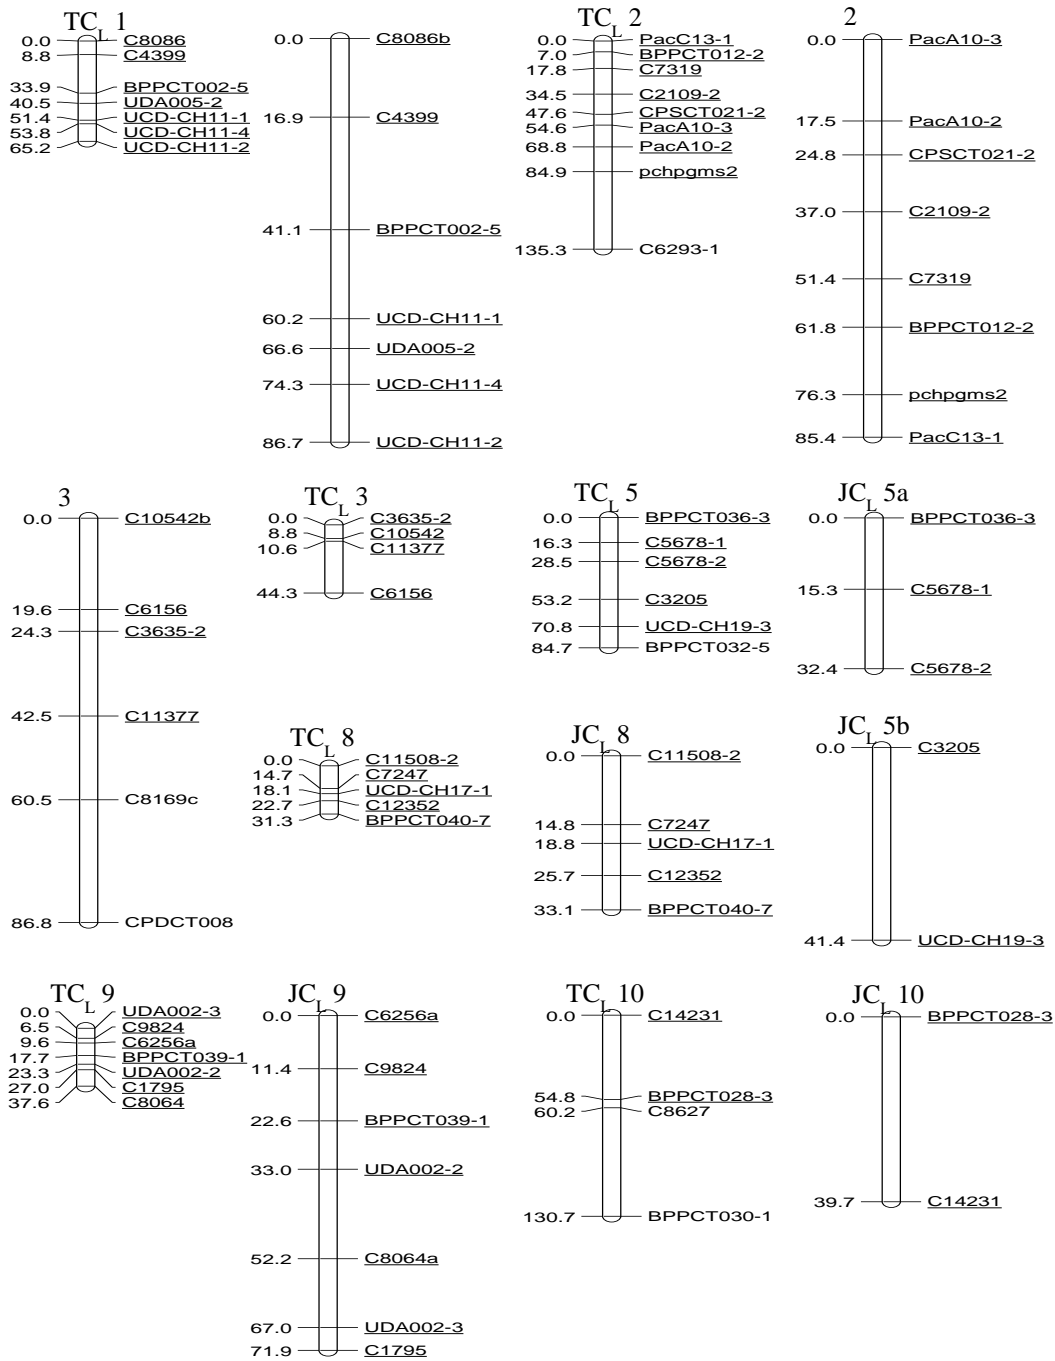 TCL 1
0.0 C8086
8.8 C4399
33.9 BPPCT002-5
40.5 UDA005-2
51.4 UCD-CH11-1
53.8 UCD-CH11-4
65.2 UCD-CH11-2
0.0 C8086b
16.9 C4399
41.1 BPPCT002-5
60.2 UCD-CH11-1
66.6 UDA005-2
74.3 UCD-CH11-4
86.7 UCD-CH11-2
TCL 2
0.0 PacC13-1
7.0 BPPCT012-2
17.8 C7319
34.5 C2109-2
47.6 CPSCT021-2
54.6 PacA10-3
68.8 PacA10-2
84.9 pchpgms2
135.3 C6293-1
2
0.0 PacA10-3
17.5 PacA10-2
24.8 CPSCT021-2
37.0 C2109-2
51.4 C7319
61.8 BPPCT012-2
76.3 pchpgms2
85.4 PacC13-1
3
0.0 C10542b
19.6 C6156
24.3 C3635-2
42.5 C11377
60.5 C8169c
86.8 CPDCT008
TCL 3
0.0 C3635-2
8.8 C10542
10.6 C11377
44.3 C6156
TCL 5
0.0 BPPCT036-3
16.3 C5678-1
28.5 C5678-2
53.2 C3205
70.8 UCD-CH19-3
84.7 BPPCT032-5
JCL 5a
0.0 BPPCT036-3
15.3 C5678-1
32.4 C5678-2
TCL 8
0.0 C11508-2
14.7 C7247
18.1 UCD-CH17-1
22.7 C12352
31.3 BPPCT040-7
JCL 8
0.0 C11508-2
14.8 C7247
18.8 UCD-CH17-1
25.7 C12352
33.1 BPPCT040-7
JCL 5b
0.0 C3205
41.4 UCD-CH19-3
TCL 9
0.0 UDA002-3
6.5 C9824
9.6 C6256a
17.7 BPPCT039-1
23.3 UDA002-2
27.0 C1795
37.6 C8064
JCL 9
0.0 C6256a
11.4 C9824
22.6 BPPCT039-1
33.0 UDA002-2
52.2 C8064a
67.0 UDA002-3
71.9 C1795
TCL 10
0.0 C14231
54.8 BPPCT028-3
60.2 C8627
130.7 BPPCT030-1
JCL 10
0.0 BPPCT028-3
39.7 C14231